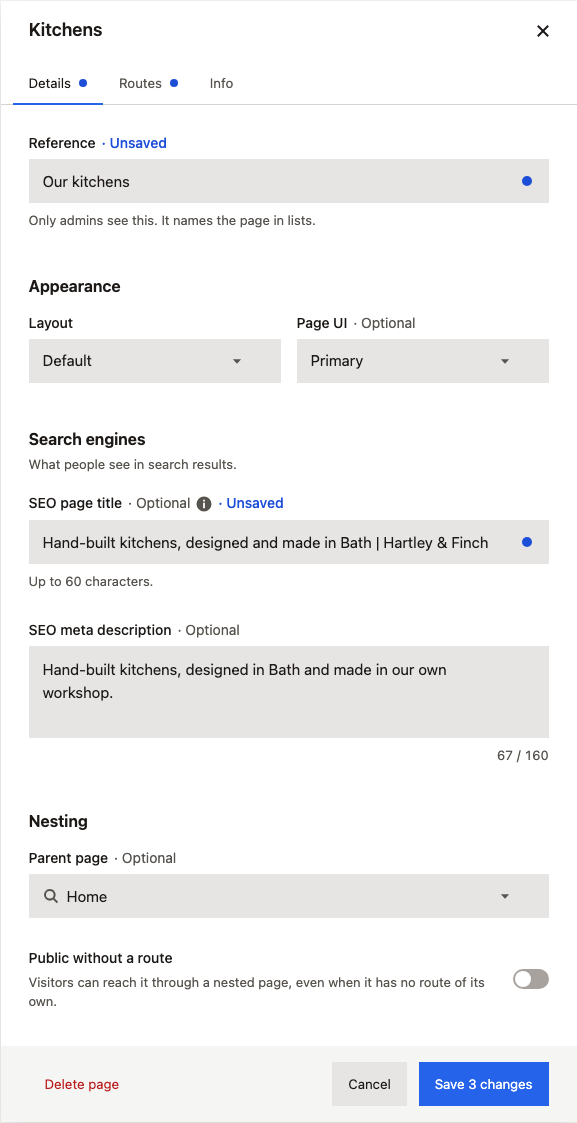 Kitchens
Details
Routes
Info
Reference · Unsaved
Our kitchens
Only admins see this. It names the page in lists.
Appearance
Layout
Page UI · Optional
Default
Primary
Search engines
What people see in search results.
SEO page title · Optional · Unsaved
Hand-built kitchens, designed and made in Bath | Hartley & Finch
Up to 60 characters.
SEO meta description · Optional
Hand-built kitchens, designed in Bath and made in our own
workshop.
67 / 160
Nesting
Parent page · Optional
Home
Public without a route
Visitors can reach it through a nested page, even when it has no route of its
own.
Delete page
Cancel
Save 3 changes